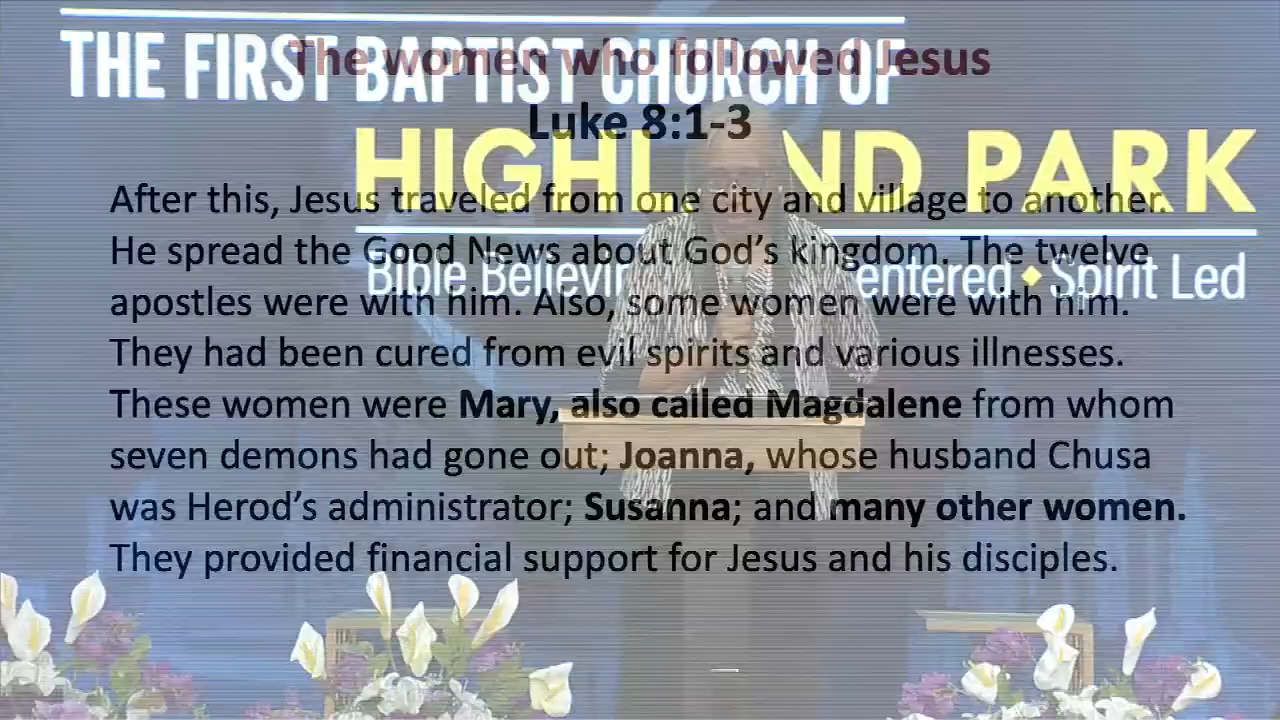 THE FIRST BAPTIST CHURCH OF
The women who followed Jesus
Luke 8:1-3
HIGHL ND PARK
After this, Jesus traveled from one city and village to another.
He spread the Good News about God's kingdom. The twelve
Bible Believin entered ◆ Spirit Led
apostles were with him. Also, some women were with him.
They had been cured from evil spirits and various illnesses.
These women were Mary, also called Magdalene from whom
seven demons had gone out; Joanna, whose husband Chusa
was Herod's administrator; Susanna; and many other women.
They provided financial support for Jesus and his disciples.